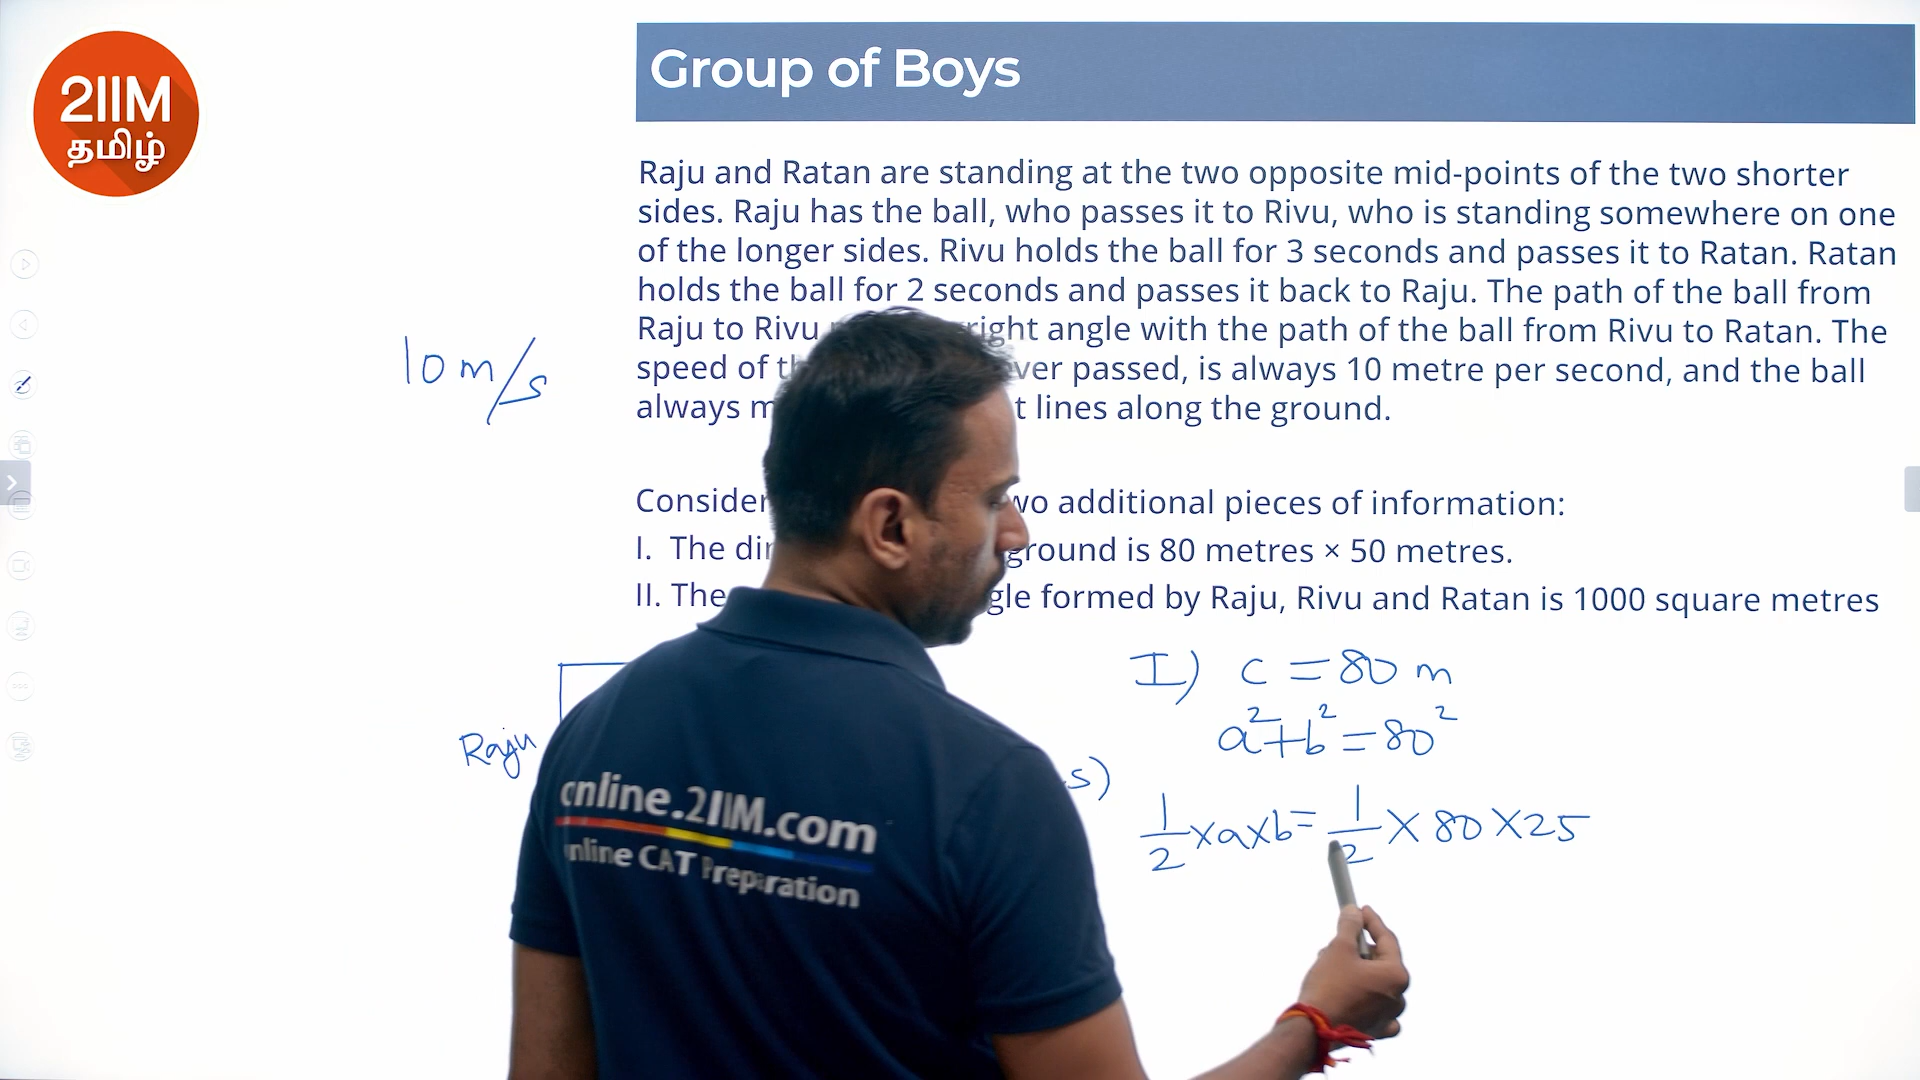 2IIM
தமிழ்
Group of Boys
Raju and Ratan are standing at the two opposite mid-points of the two shorter
sides. Raju has the ball, who passes it to Rivu, who is standing somewhere on one
of the longer sides. Rivu holds the ball for 3 seconds and passes it to Ratan. Ratan
holds the ball for 2 seconds and passes it back to Raju. The path of the ball from
Raju to Rivu right angle with the path of the ball from Rivu to Ratan. The
speed of ver passed, is always 10 metre per second, and the ball
always lines along the ground.
10 m/s
Consider two additional pieces of information:
I. The ground is 80 metres × 50 metres.
II. The formed by Raju, Rivu and Ratan is 1000 square metres
I) c = 80 m
a²+b²=80²
Raju
s)
1/2 × a × b = 1/2 × 80 × 25
online.2IIM.com
Online CAT Preparation